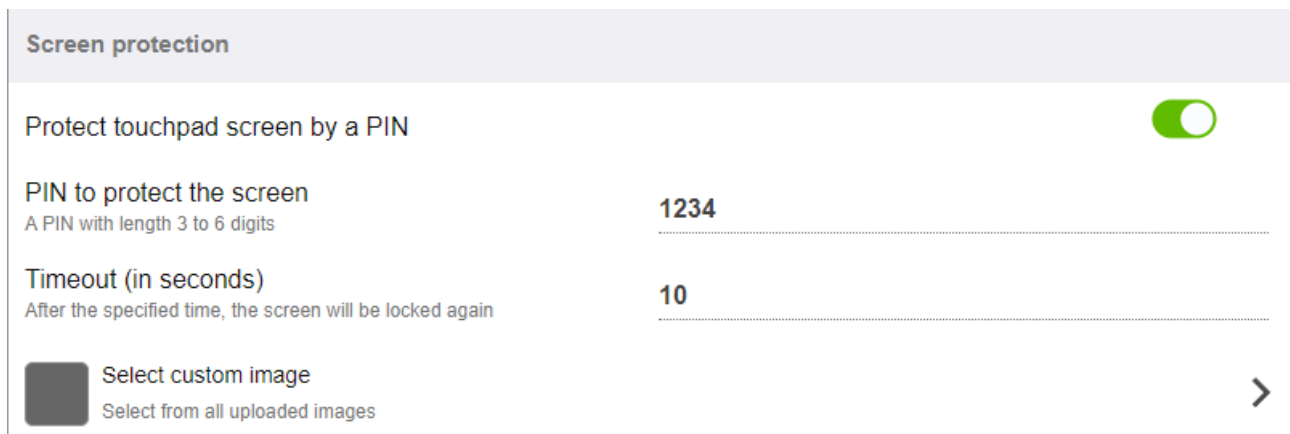 Screen protection
Protect touchpad screen by a PIN
PIN to protect the screen
A PIN with length 3 to 6 digits
1234
Timeout (in seconds)
After the specified time, the screen will be locked again
10
Select custom image
Select from all uploaded images